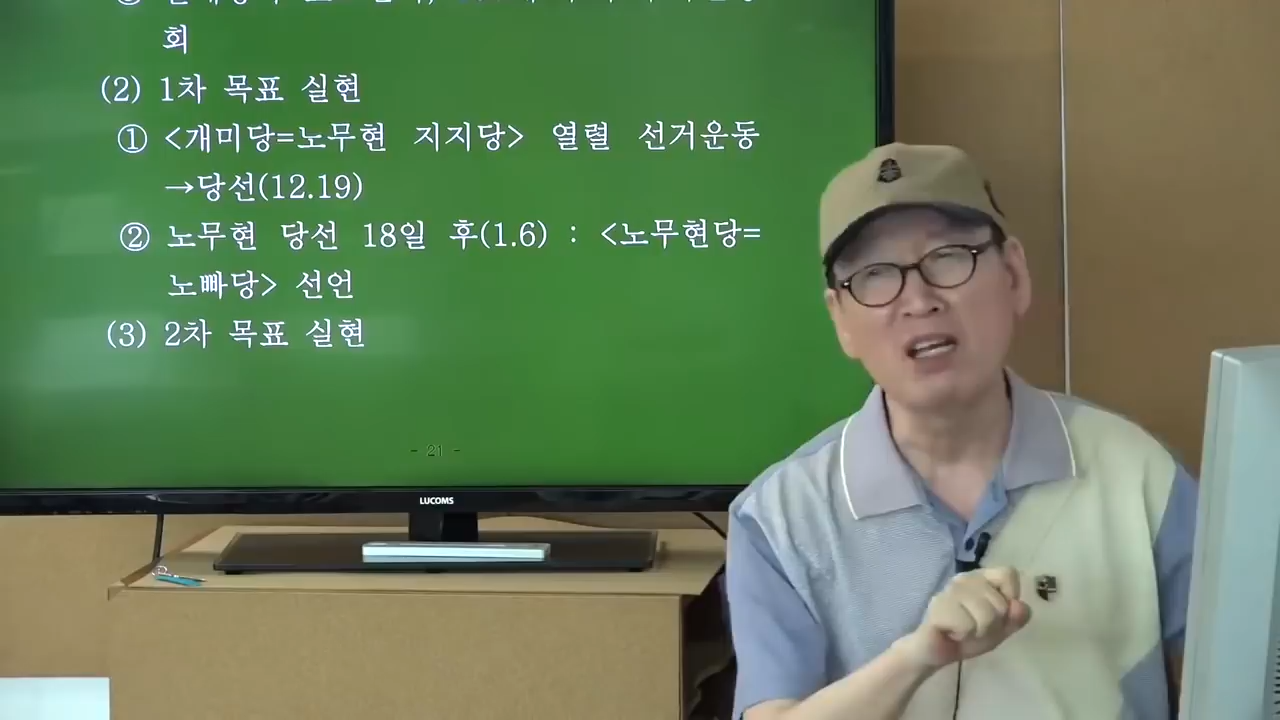 회
(2) 1차 목표 실현
① <개미당=노무현 지지당> 열렬 선거운동
→당선(12.19)
② 노무현 당선 18일 후(1.6) : <노무현당=
노빠당> 선언
(3) 2차 목표 실현
- 21 -
LUCOMS